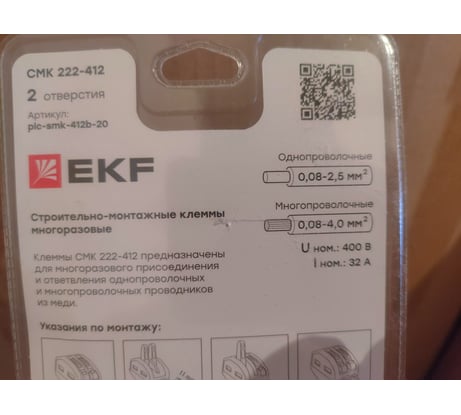 СМК 222-412
2 отверстия
Артикул:
plc-smk-412b-20
EKF
Однопроволочные
0,08-2,5 мм²
Многопроволочные
0,08-4,0 мм²
U ном.: 400 В
I ном.: 32 А
Строительно-монтажные клеммы
многоразовые
Клеммы СМК 222-412 предназначены
для многоразового присоединения
и ответвления однопроволочных
и многопроволочных проводников
из меди.
Указания по монтажу: